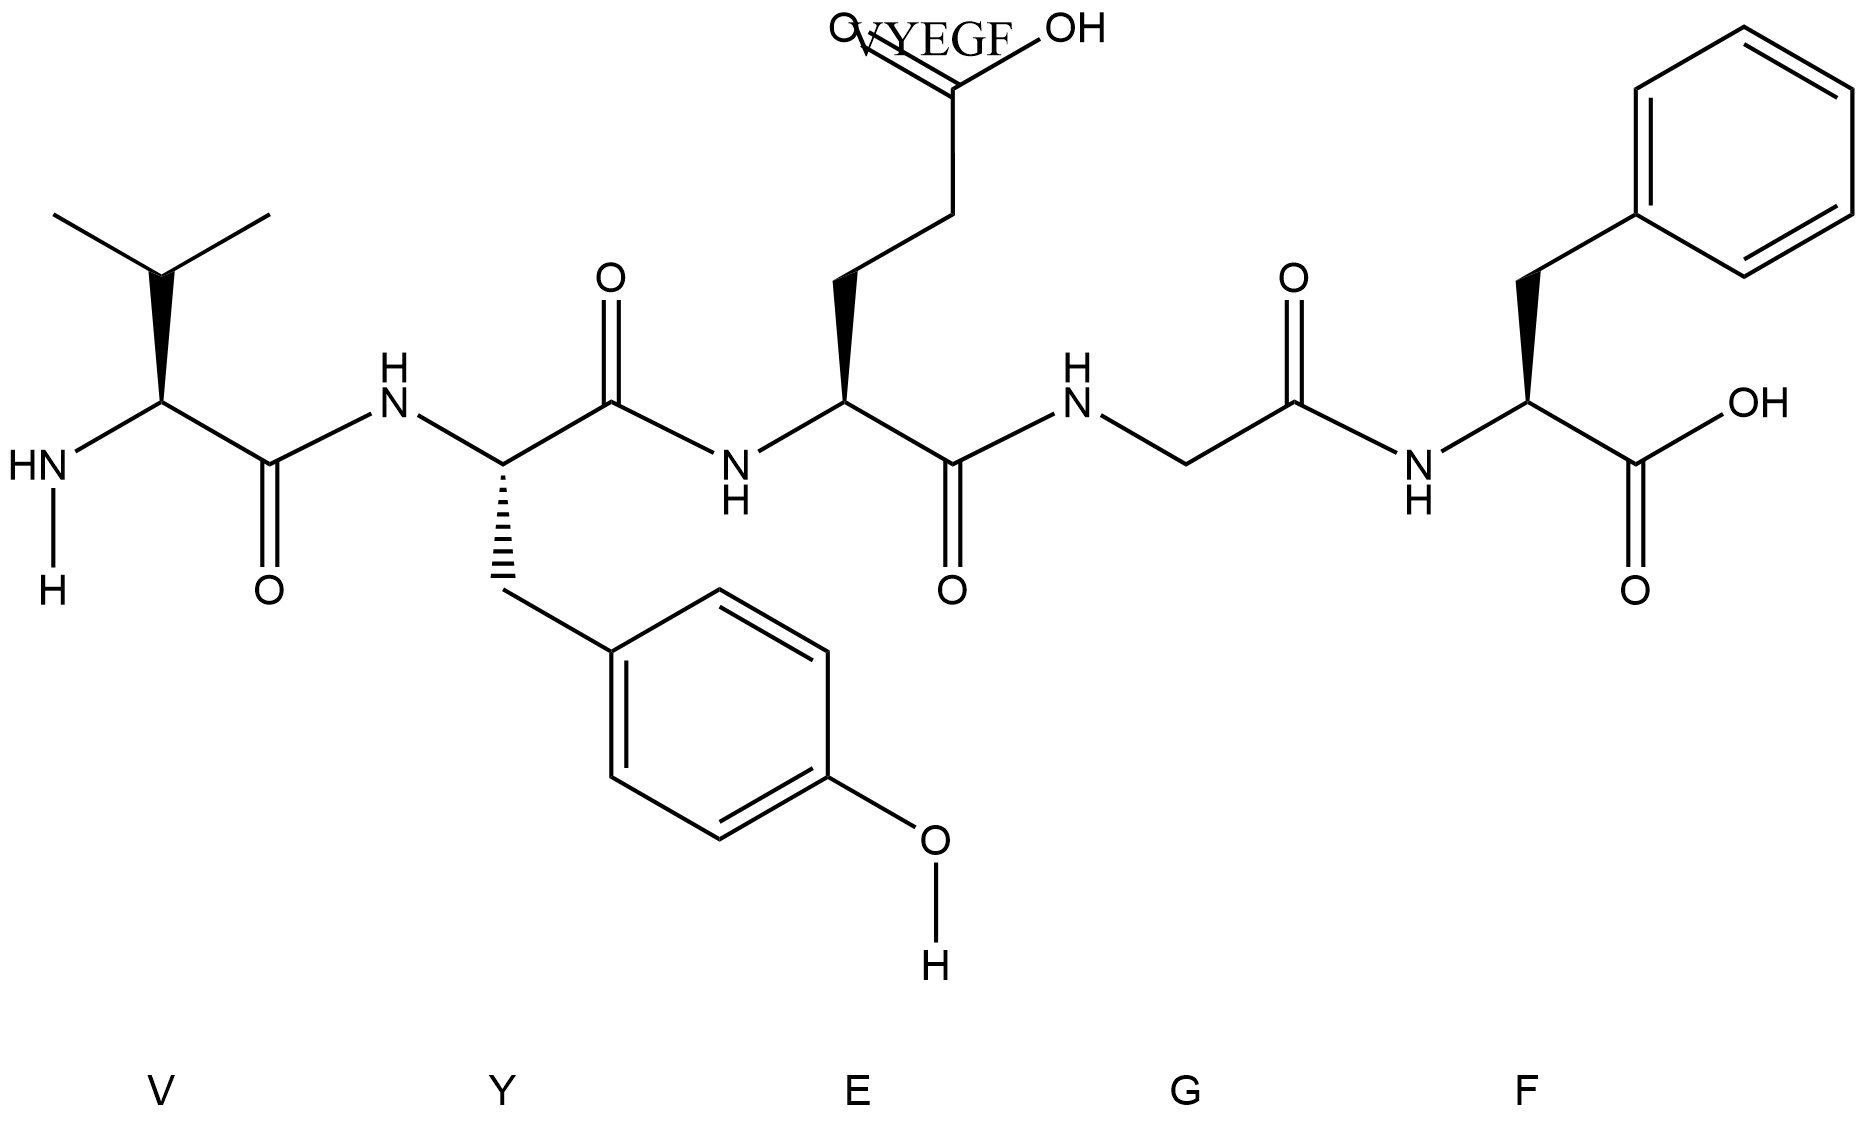 VYEGF
O OH
O O
H H
N N OH
HN N N
H H
H O O O
O
H
V Y E G F